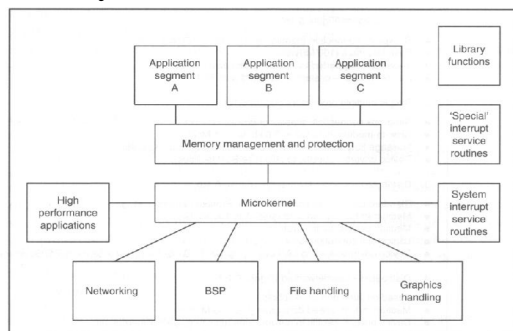 Application
segment
A
Application
segment
B
Application
segment
C
Library
functions
Memory management and protection
'Special'
interrupt
service
routines
High
performance
applications
Microkernel
System
interrupt
service
routines
Networking
BSP
File handling
Graphics
handling